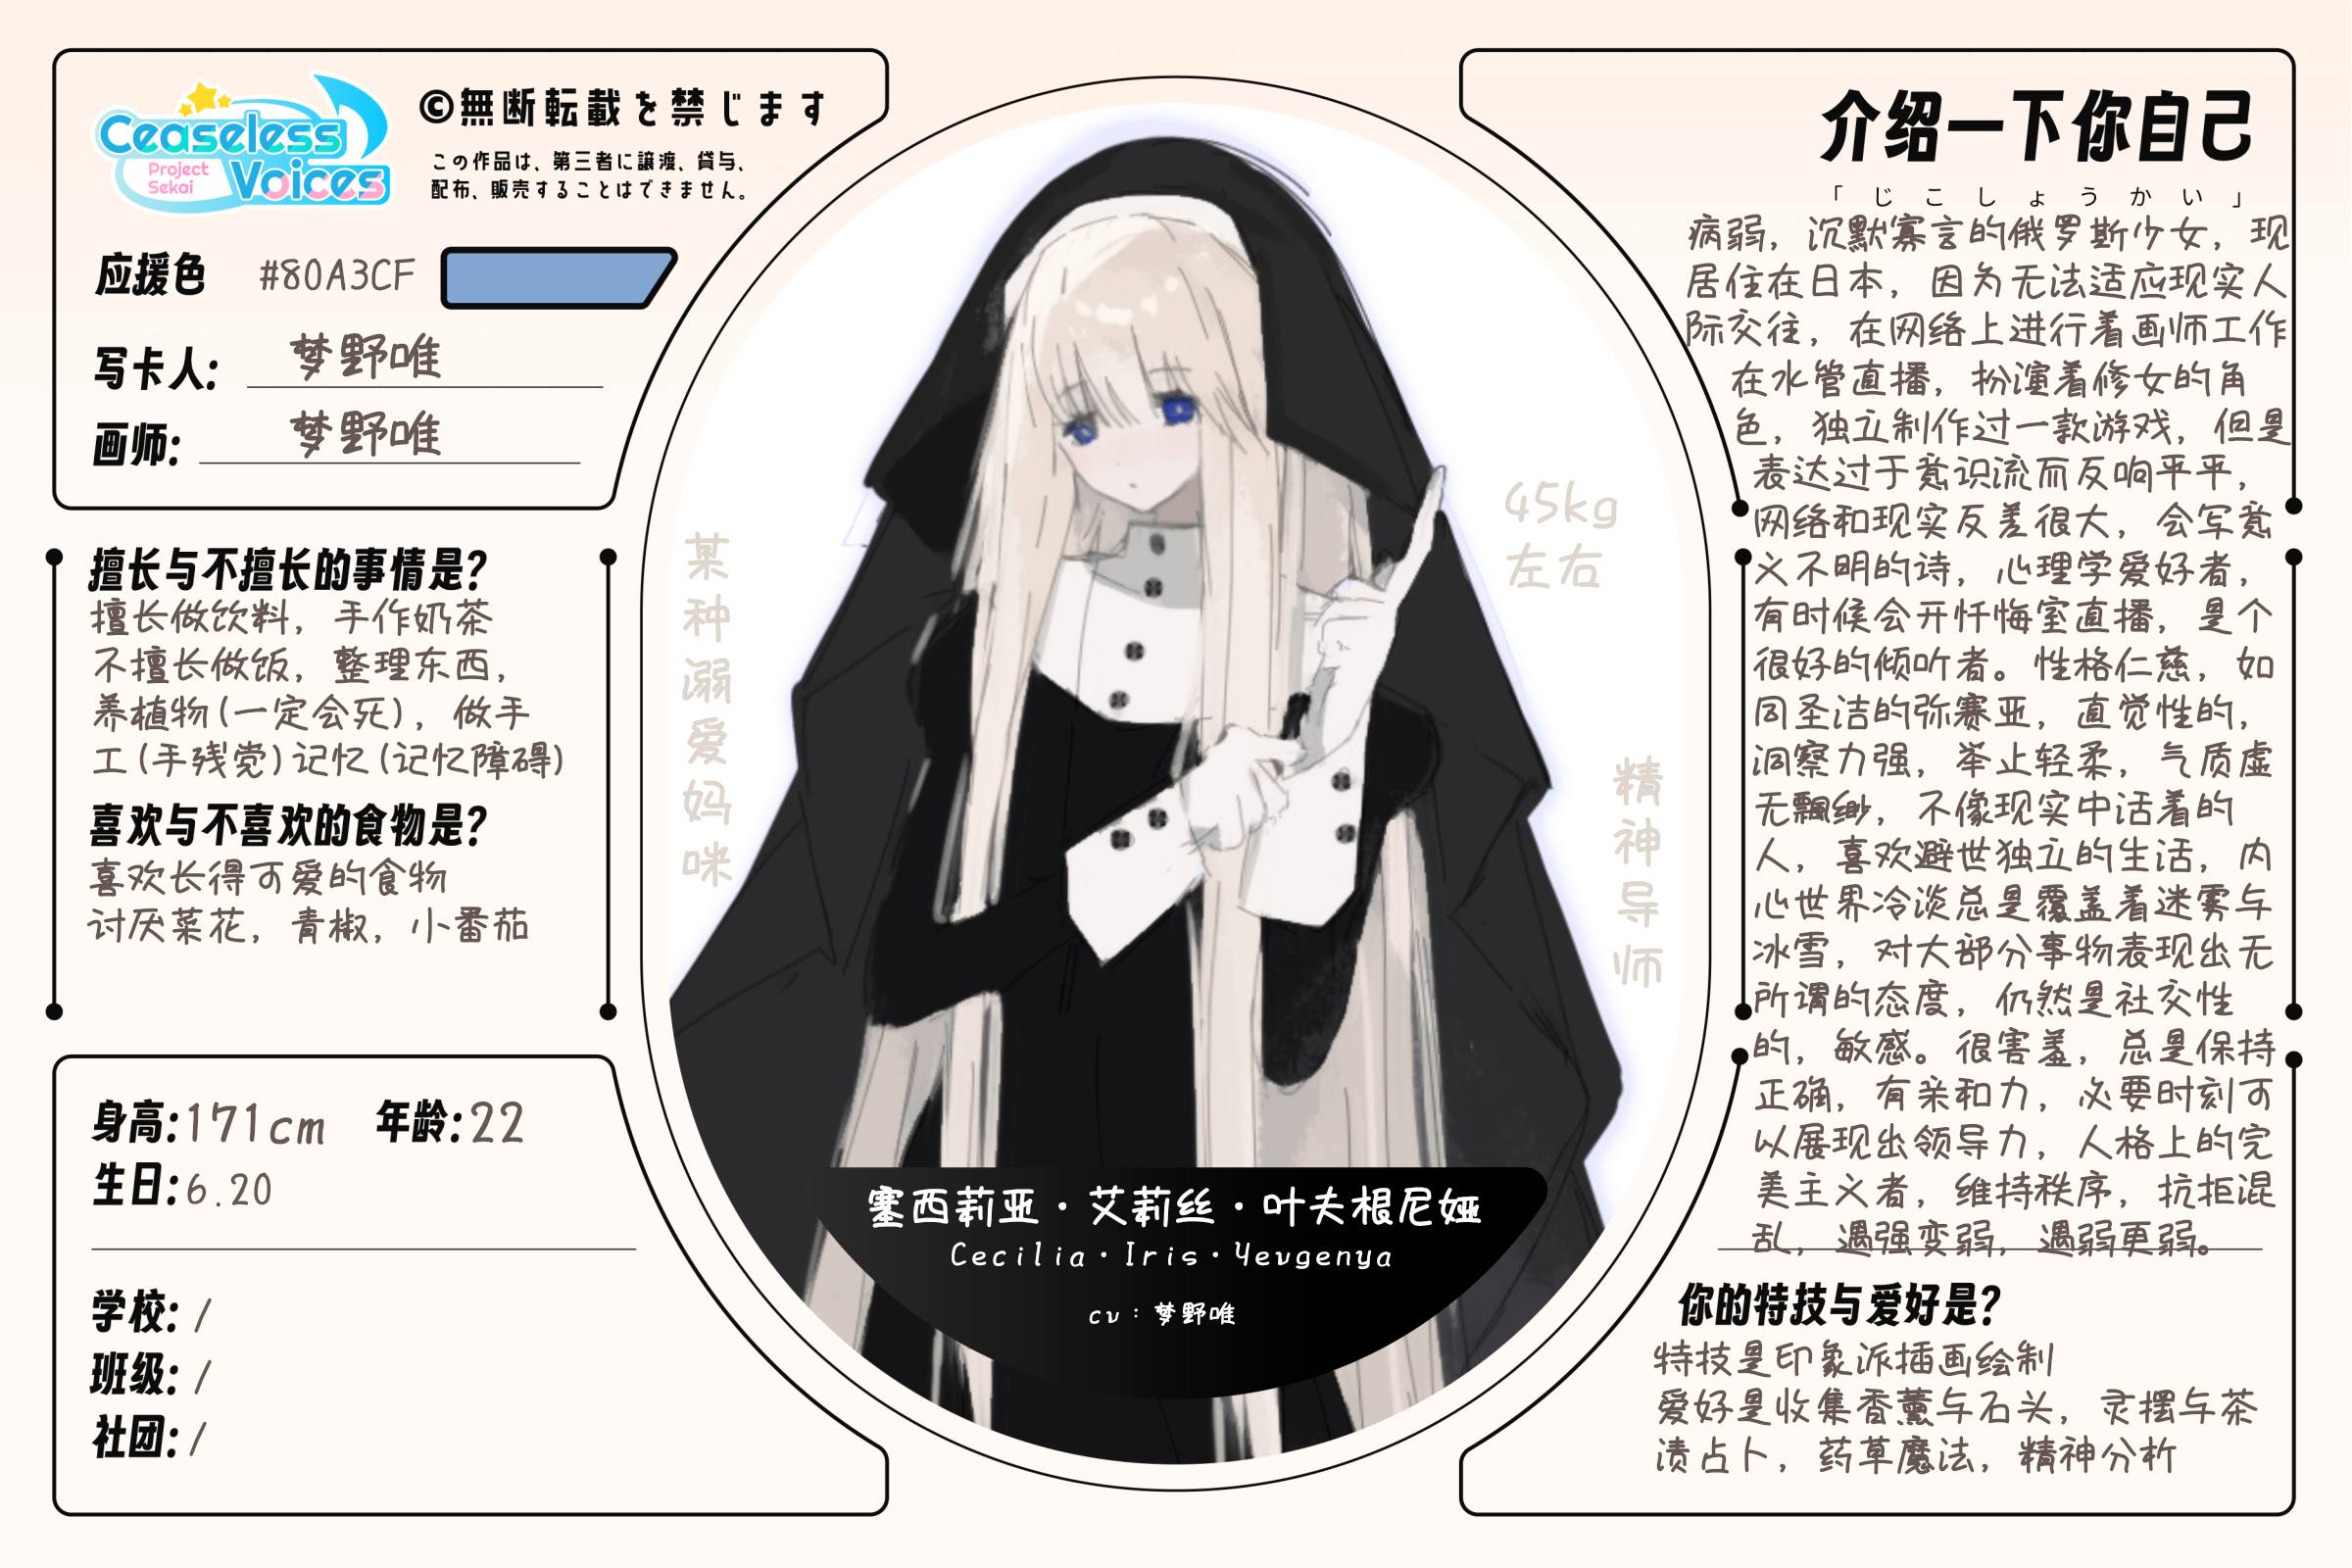 Ceaseless
Voices
Project
Sekai
©無断転載を禁じます
この作品は、第三者に譲渡、貸与、
配布、販売することはできません。
应援色 #80A3CF
写卡人: 梦野唯
画师: 梦野唯
擅长与不擅长的事情是?
擅长做饮料，手作奶茶
不擅长做饭，整理东西，
养植物(一定会死)，做手
工(手残党)记忆(记忆障碍)
喜欢与不喜欢的食物是?
喜欢长得可爱的食物
讨厌菜花，青椒，小番茄
身高:171cm 年龄:22
生日:6.20
学校: /
班级: /
社团: /
某种溺爱妈咪
45kg
左右
精神导师
塞西莉亚·艾莉丝·叶夫根尼娅
Cecilia·Iris·Yevgenya
cv：梦野唯
介绍一下你自己
「じこしょうかい」
病弱，沉默寡言的俄罗斯少女，现
居住在日本，因为无法适应现实人
际交往，在网络上进行着画师工作
在水管直播，扮演着修女的角
色，独立制作过一款游戏，但是
表达过于意识流而反响平平，
网络和现实反差很大，会写意
义不明的诗，心理学爱好者，
有时候会开忏悔室直播，是个
很好的倾听者。性格仁慈，如
同圣洁的弥赛亚，直觉性的，
洞察力强，举止轻柔，气质虚
无飘缈，不像现实中活着的
人，喜欢避世独立的生活，内
心世界冷淡总是覆盖着迷雾与
冰雪，对大部分事物表现出无
所谓的态度，仍然是社交性
的，敏感。很害羞，总是保持
正确，有亲和力，必要时刻可
以展现出领导力，人格上的完
美主义者，维持秩序，抗拒混
乱，遇强变弱，遇弱更弱。
你的特技与爱好是?
特技是印象派插画绘制
爱好是收集香薰与石头，灵摆与茶
渍占卜，药草魔法，精神分析